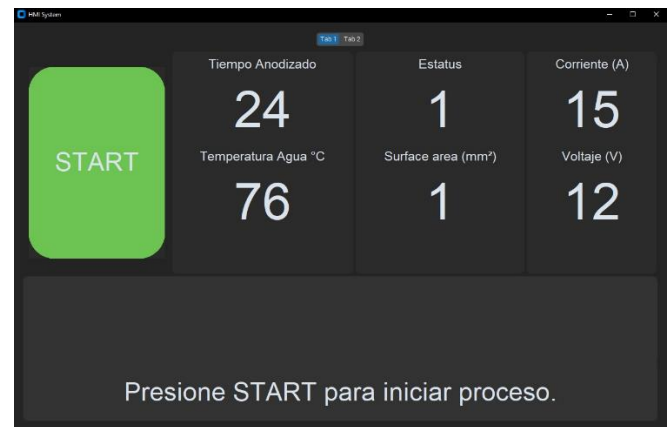 HMI System
Tab 1 Tab 2
START
Tiempo Anodizado
24
Temperatura Agua °C
76
Estatus
1
Surface area (mm²)
1
Corriente (A)
15
Voltaje (V)
12
Presione START para iniciar proceso.